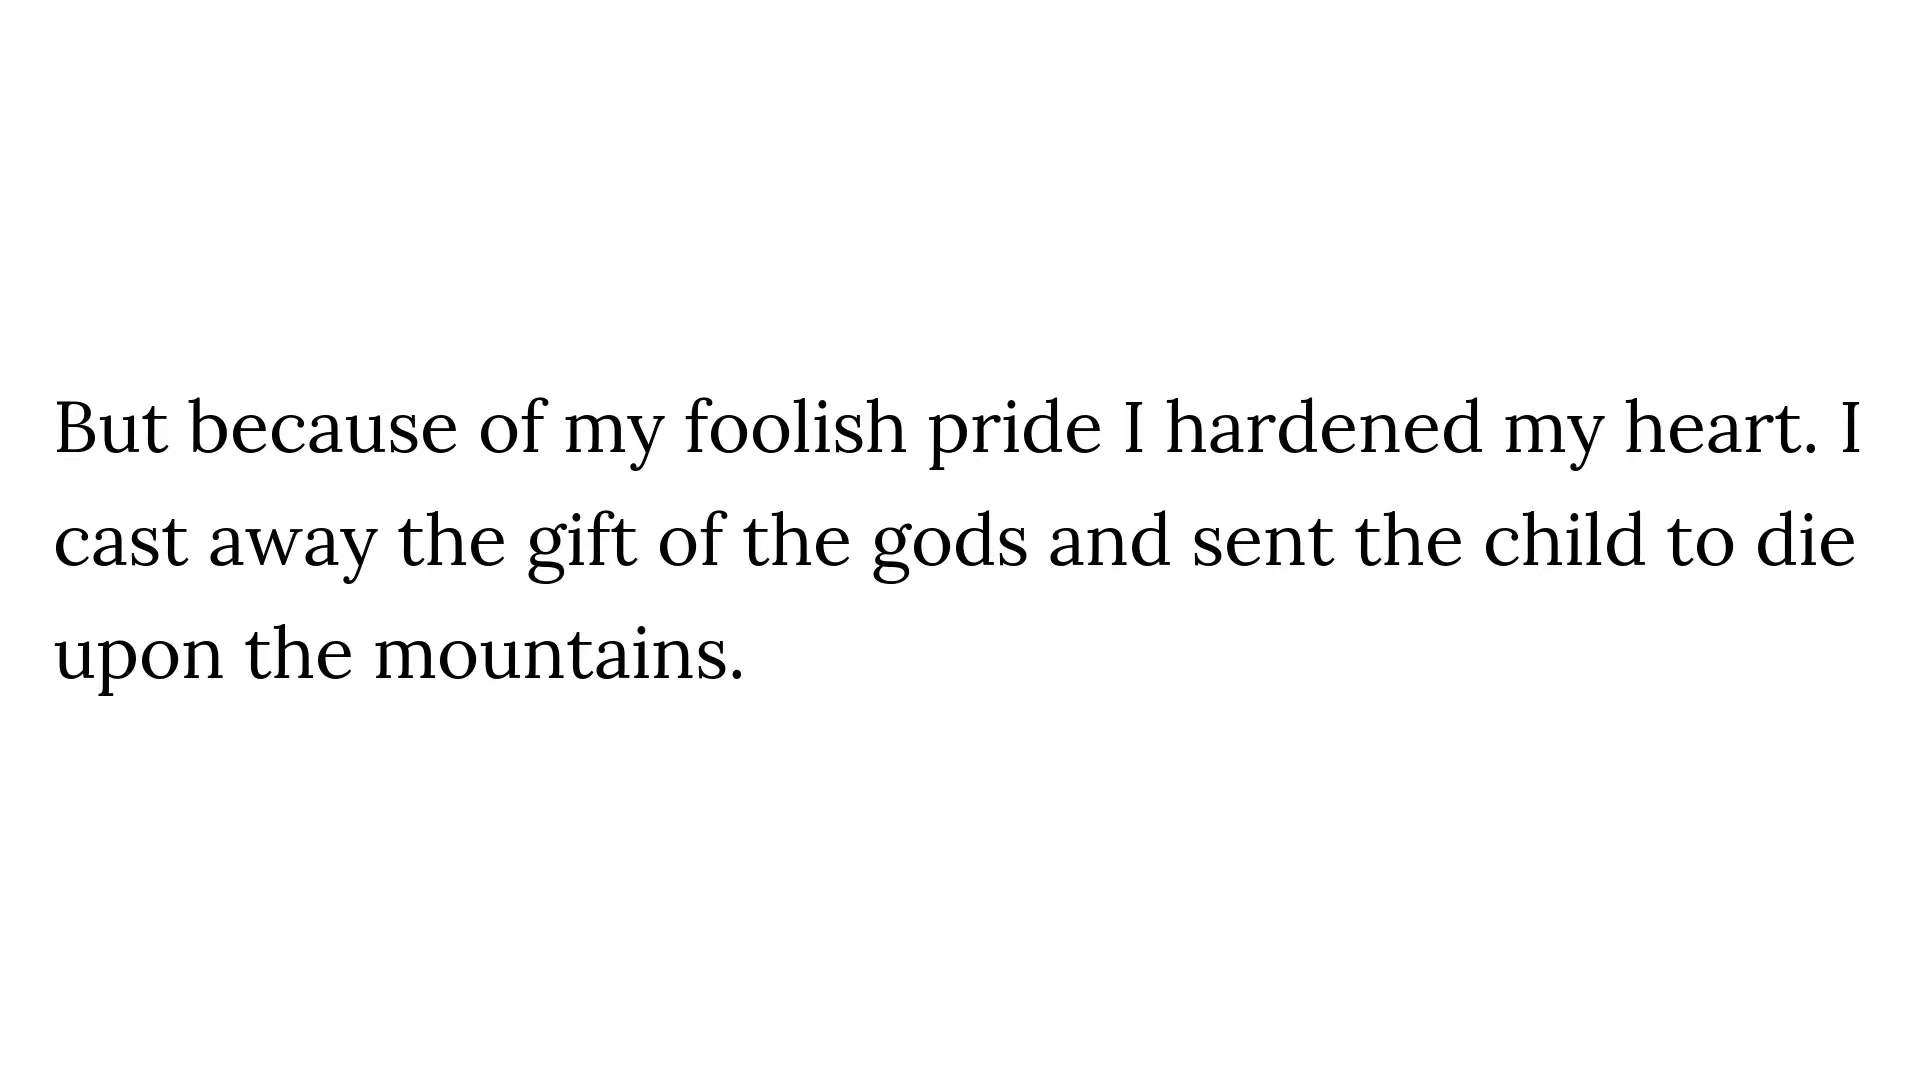 But because of my foolish pride I hardened my heart. I
cast away the gift of the gods and sent the child to die
upon the mountains.